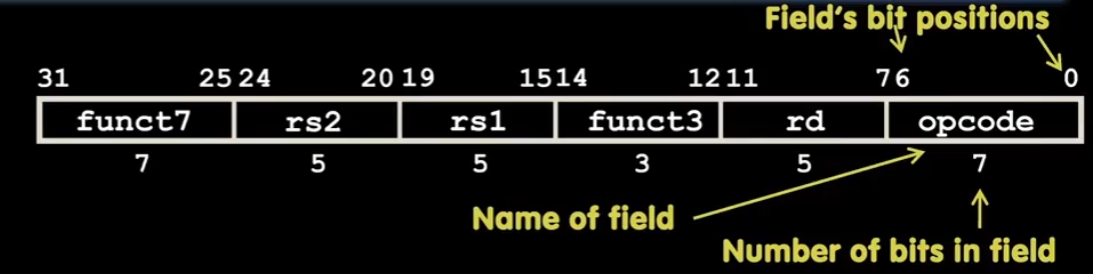 Field's bit positions
31 25 24 20 19 15 14 12 11 7 6 0
funct7 rs2 rs1 funct3 rd opcode
7 5 5 3 5 7
Name of field
Number of bits in field